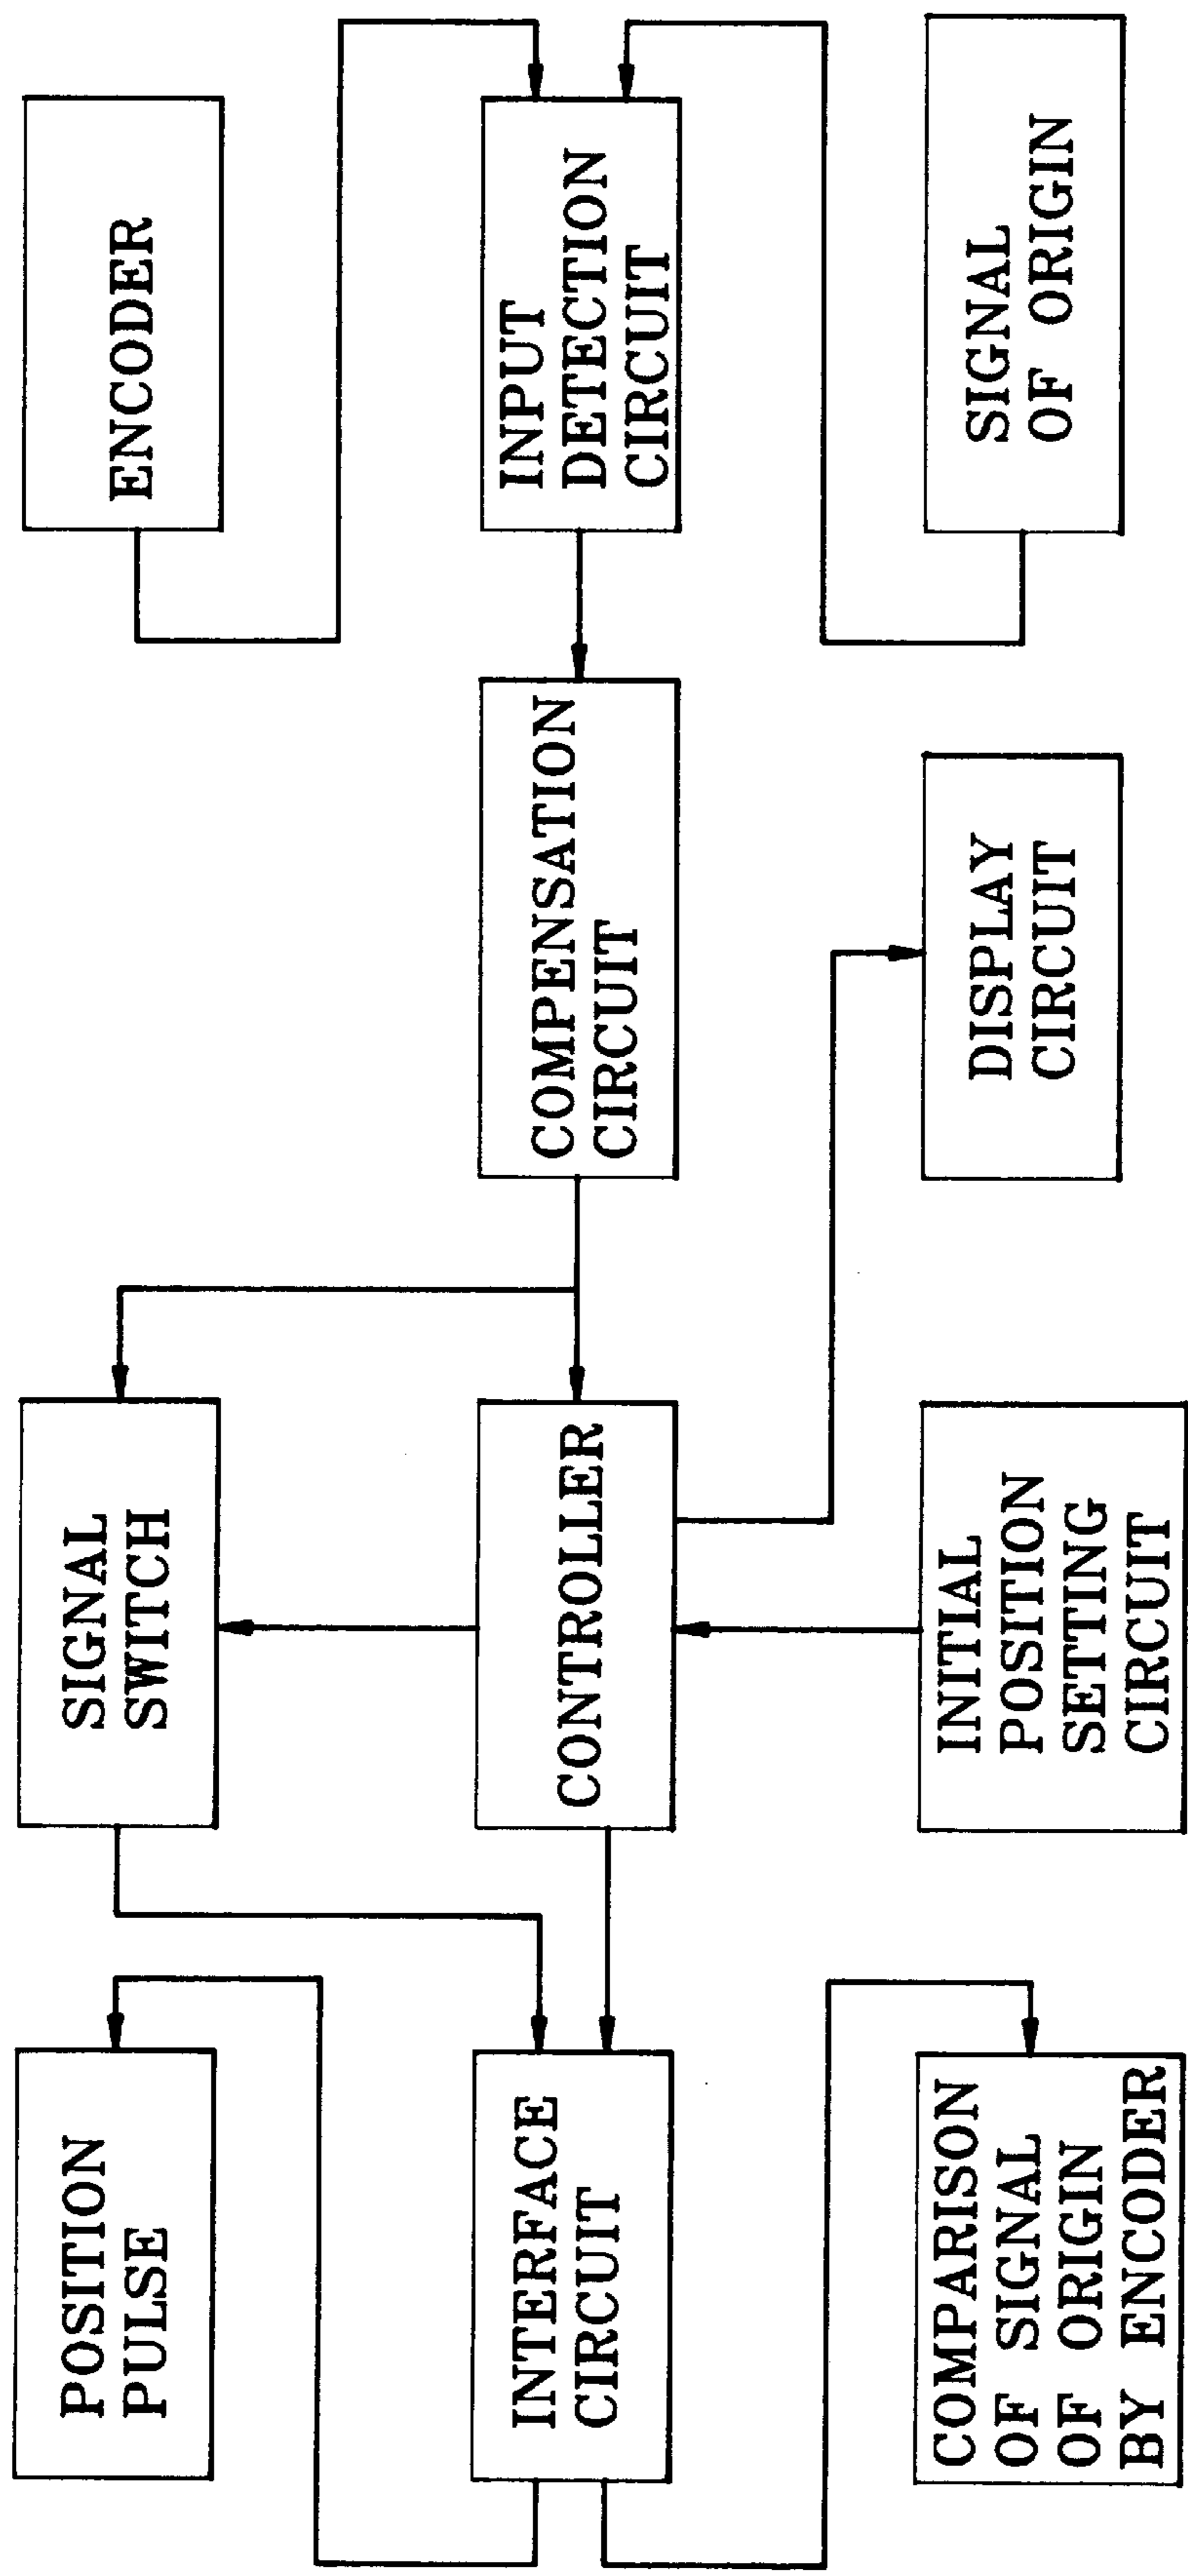 ENCODER
INPUT
DETECTION
CIRCUIT
SIGNAL
OF ORIGIN
COMPENSATION
CIRCUIT
DISPLAY
CIRCUIT
SIGNAL
SWITCH
CONTROLLER
INITIAL
POSITION
SETTING
CIRCUIT
POSITION
PULSE
INTERFACE
CIRCUIT
COMPARISON
OF SIGNAL
OF ORIGIN
BY ENCODER